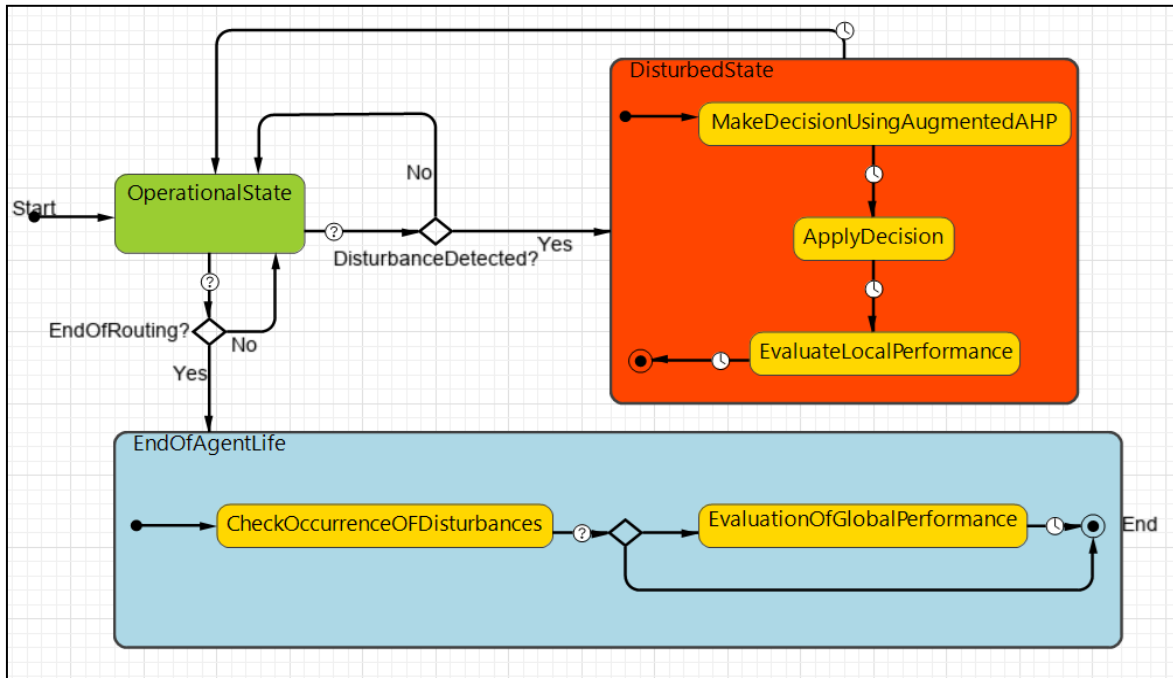 DisturbedState
MakeDecisionUsingAugmentedAHP
No
OperationalState
Start
?
Yes
ApplyDecision
DisturbanceDetected?
?
EndOfRouting?
No
EvaluateLocalPerformance
Yes
EndOfAgentLife
CheckOccurrenceOFDisturbances
?
EvaluationOfGlobalPerformance
End